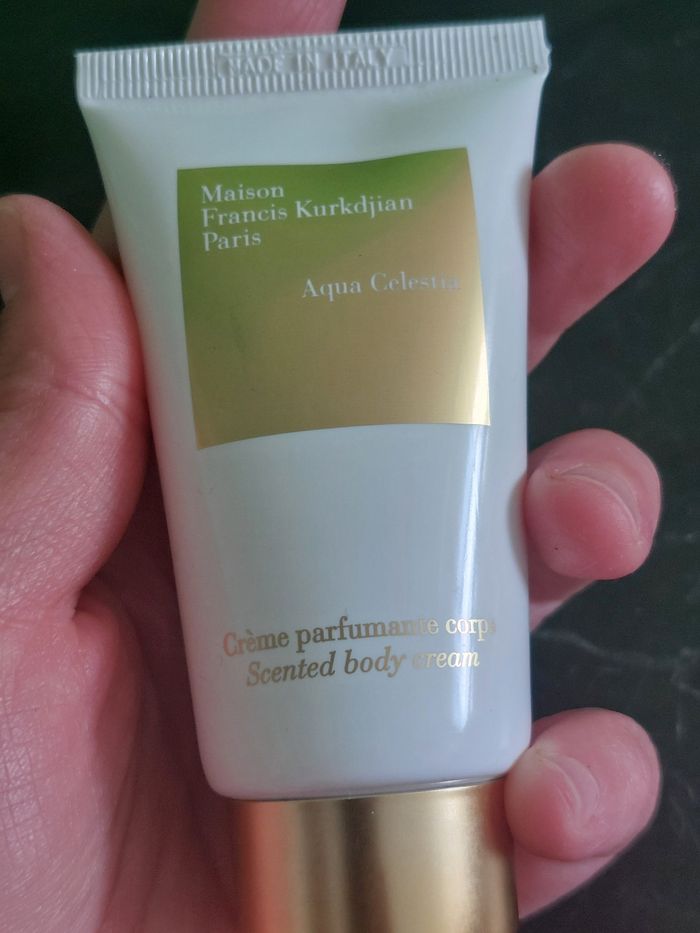 MADE IN ITALY
Maison
Francis Kurkdjian
Paris
Aqua Celestia
Crème parfumante corps
Scented body cream